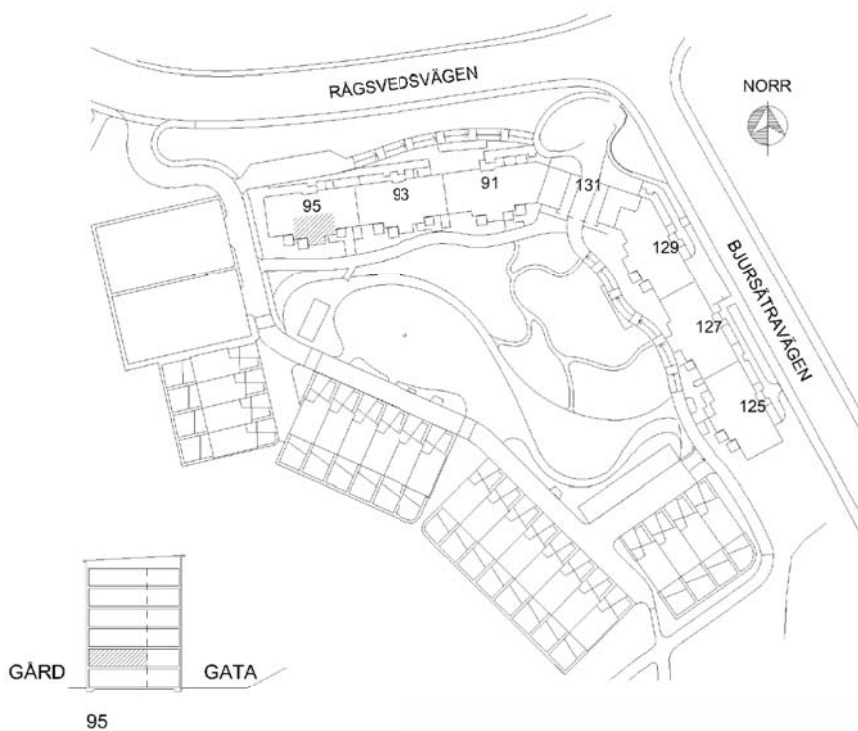 RÅGSVEDSVÄGEN
NORR
91
131
93
95
129
BJURSÄTRAVÄGEN
127
125
GÅRD GATA
95